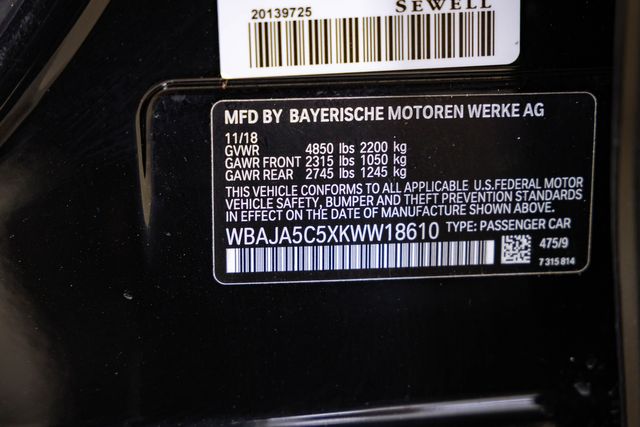 SEWELL
20139725
MFD BY BAYERISCHE MOTOREN WERKE AG
11/18
GVWR 4850 lbs 2200 kg
GAWR FRONT 2315 lbs 1050 kg
GAWR REAR 2745 lbs 1245 kg
THIS VEHICLE CONFORMS TO ALL APPLICABLE U.S.FEDERAL MOTOR
VEHICLE SAFETY, BUMPER AND THEFT PREVENTION STANDARDS
IN EFFECT ON THE DATE OF MANUFACTURE SHOWN ABOVE.
WBAJA5C5XKWW18610 TYPE: PASSENGER CAR
475/9
7315814